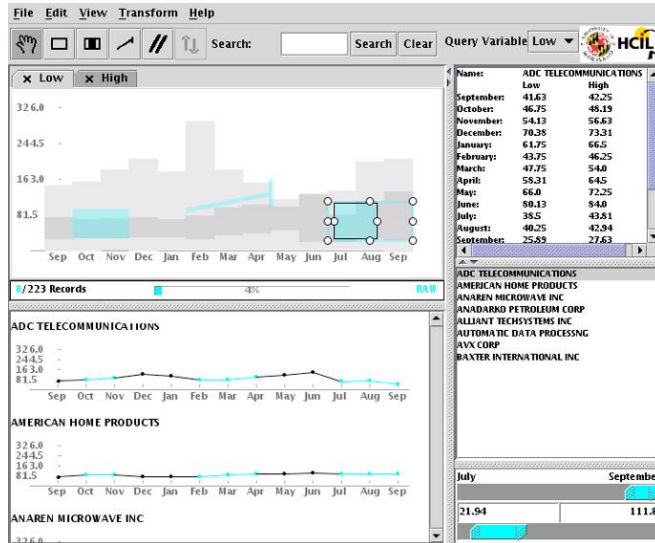 File Edit View Transform Help
Search: Search Clear Query Variable Low HCIL
x Low x High
326.0
244.5
163.0
81.5
Sep Oct Nov Dec Jan Feb Mar Apr May Jun Jul Aug Sep
8/223 Records 4% RAW
ADC TELECOMMUNICATIONS
326.0
244.5
163.0
81.5
Sep Oct Nov Dec Jan Feb Mar Apr May Jun Jul Aug Sep
AMERICAN HOME PRODUCTS
326.0
244.5
163.0
81.5
Sep Oct Nov Dec Jan Feb Mar Apr May Jun Jul Aug Sep
ANAREN MICROWAVE INC
326.0
Name: ADC TELECOMMUNICATIONS
Low High
September: 41.63 42.25
October: 46.75 48.19
November: 54.13 56.63
December: 70.38 73.31
January: 61.75 66.5
February: 43.75 46.25
March: 47.75 54.0
April: 58.31 64.5
May: 66.0 72.25
June: 80.13 84.0
July: 38.5 43.81
August: 40.25 42.94
September: 25.89 27.63
ADC TELECOMMUNICATIONS
AMERICAN HOME PRODUCTS
ANAREN MICROWAVE INC
ANADARKO PETROLEUM CORP
ALLIANT TECHSYSTEMS INC
AUTOMATIC DATA PROCESSNG
AVX CORP
BAXTER INTERNATIONAL INC
July Septembe
21.94 111.8